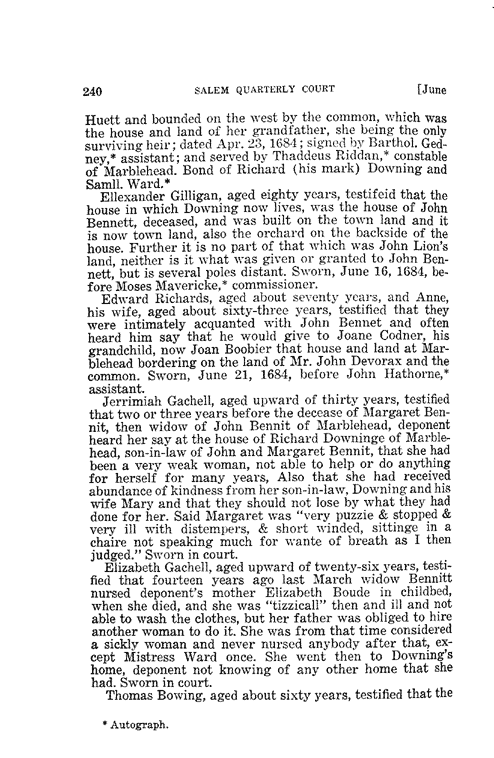 240 SALEM QUARTERLY COURT [June
Huett and bounded on the west by the common, which was
the house and land of her grandfather, she being the only
surviving heir; dated Apr. 23, 1684; signed by Barthol. Ged-
ney,* assistant; and served by Thaddeus Riddan,* constable
of Marblehead. Bond of Richard (his mark) Downing and
Samll. Ward.*
Ellexander Gilligan, aged eighty years, testifeid that the
house in which Downing now lives, was the house of John
Bennett, deceased, and was built on the town land and it
is now town land, also the orchard on the backside of the
house. Further it is no part of that which was John Lion's
land, neither is it what was given or granted to John Ben-
nett, but is several poles distant. Sworn, June 16, 1684, be-
fore Moses Mavericke,* commissioner.
Edward Richards, aged about seventy years, and Anne,
his wife, aged about sixty-three years, testified that they
were intimately acquanted with John Bennet and often
heard him say that he would give to Joane Codner, his
grandchild, now Joan Boobier that house and land at Mar-
blehead bordering on the land of Mr. John Devorax and the
common. Sworn, June 21, 1684, before John Hathorne,*
assistant.
Jerrimiah Gachell, aged upward of thirty years, testified
that two or three years before the decease of Margaret Ben-
nit, then widow of John Bennit of Marblehead, deponent
heard her say at the house of Richard Downinge of Marble-
head, son-in-law of John and Margaret Bennit, that she had
been a very weak woman, not able to help or do anything
for herself for many years, Also that she had received
abundance of kindness from her son-in-law, Downing and his
wife Mary and that they should not lose by what they had
done for her. Said Margaret was "very puzzie & stopped &
very ill with distempers, & short winded, sittinge in a
chaire not speaking much for wante of breath as I then
judged." Sworn in court.
Elizabeth Gachell, aged upward of twenty-six years, testi-
fied that fourteen years ago last March widow Bennitt
nursed deponent's mother Elizabeth Boude in childbed,
when she died, and she was "tizzicall" then and ill and not
able to wash the clothes, but her father was obliged to hire
another woman to do it. She was from that time considered
a sickly woman and never nursed anybody after that, ex-
cept Mistress Ward once. She went then to Downing's
home, deponent not knowing of any other home that she
had. Sworn in court.
Thomas Bowing, aged about sixty years, testified that the
* Autograph.